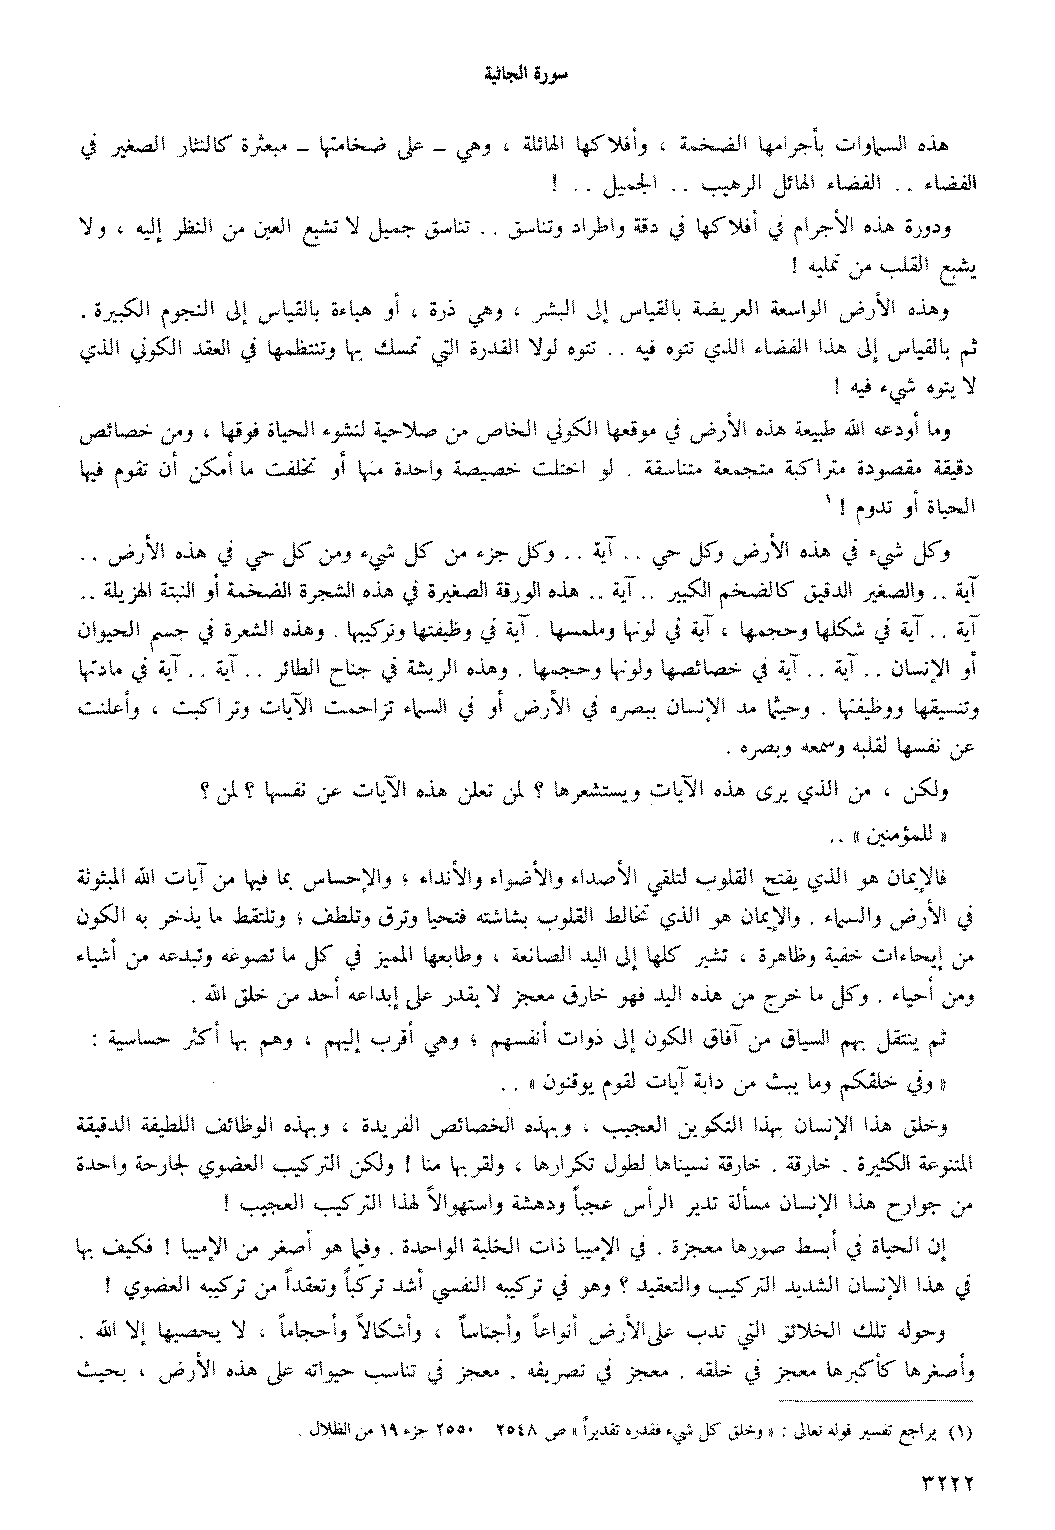 سورة الجاثية
هذه السماوات بأجرامها الضخمة ، وأفلاكها الهائلة ، وهي – على ضخامتها – مبعثرة كالنثار الصغير في
الفضاء .. الفضاء الهائل الرهيب .. الجميل .. !
ودورة هذه الأجرام في أفلاكها في دقة واطراد وتناسق .. تناسق جميل لا تشبع العين من النظر إليه ، ولا
يشبع القلب من تمليه !
وهذه الأرض الواسعة العريضة بالقياس إلى البشر ، وهي ذرة ، أو هباءة بالقياس إلى النجوم الكبيرة .
ثم بالقياس إلى هذا الفضاء الذي تتوه فيه .. تتوه لولا القدرة التي تمسك بها وتنتظمها في العقد الكوني الذي
لا يتوه شيء فيه !
وما أودعه الله طبيعة هذه الأرض في موقعها الكوني الخاص من صلاحية لنشوء الحياة فوقها ، ومن خصائص
دقيقة مقصودة متراكبة متجمعة متناسقة . لو اختلت خصيصة واحدة منها أو تخلفت ما أمكن أن تقوم فيها
الحياة أو تدوم ! ١
وكل شيء في هذه الأرض وكل حي .. آية .. وكل جزء من كل شيء ومن كل حي في هذه الأرض ..
آية .. والصغير الدقيق كالضخم الكبير .. آية .. هذه الورقة الصغيرة في هذه الشجرة الضخمة أو النبتة الهزيلة ..
آية .. آية في شكلها وحجمها ، آية في لونها وملمسها . آية في وظيفتها وتركيبها . وهذه الشعرة في جسم الحيوان
أو الإنسان .. آية .. آية في خصائصها ولونها وحجمها . وهذه الريشة في جناح الطائر .. آية .. آية في مادتها
وتنسيقها ووظيفتها . وحيثما مد الإنسان ببصره في الأرض أو في السماء تزاحمت الآيات وتراكبت ، وأعلنت
عن نفسها لقلبه وسمعه وبصره .
ولكن ، من الذي يرى هذه الآيات ويستشعرها ؟ لمن تعلن هذه الآيات عن نفسها ؟ لمن ؟
« للمؤمنين » ..
فالإيمان هو الذي يفتح القلوب لتلقي الأصداء والأضواء والأنداء ؛ والإحساس بما فيها من آيات الله المبثوثة
في الأرض والسماء . والإيمان هو الذي تخالط القلوب بشاشته فتحيا وترق وتلطف ؛ وتلتقط ما يذخر به الكون
من إيحاءات خفية وظاهرة ، تشير كلها إلى اليد الصانعة ، وطابعها المميز في كل ما تصوغه وتبدعه من أشياء
ومن أحياء . وكل ما خرج من هذه اليد فهو خارق معجز لا يقدر على إبداعه أحد من خلق الله .
ثم ينتقل بهم السياق من آفاق الكون إلى ذوات أنفسهم ؛ وهي أقرب إليهم ، وهم بها أكثر حساسية :
« وفي خلقكم وما يبث من دابة آيات لقوم يوقنون » ..
وخلق هذا الإنسان بهذا التكوين العجيب ، وبهذه الخصائص الفريدة ، وبهذه الوظائف اللطيفة الدقيقة
المتنوعة الكثيرة . خارقة . خارقة نسيناها لطول تكرارها ، ولقربها منا ! ولكن التركيب العضوي لجارحة واحدة
من جوارح هذا الإنسان مسألة تدير الرأس عجباً ودهشة واستهوالاً لهذا التركيب العجيب !
إن الحياة في أبسط صورها معجزة . في الإميبا ذات الخلية الواحدة . وفيما هو أصغر من الإميبا ! فكيف بها
في هذا الإنسان الشديد التركيب والتعقيد ؟ وهو في تركيبه النفسي أشد تركباً وتعقداً من تركيبه العضوي !
وحوله تلك الخلائق التي تدب على الأرض أنواعاً وأجناساً ، وأشكالاً وأحجاماً ، لا يحصيها إلا الله .
وأصغرها كأكبرها معجز في خلقه . معجز في تصريفه . معجز في تناسب حيواته على هذه الأرض ، بحيث
(١) يراجع تفسير قوله تعالى : « وخلق كل شيء فقدره تقديراً » ص ٢٥٤٨ ٢٥٥٠ جزء ١٩ من الظلال .
٣٢٢٢